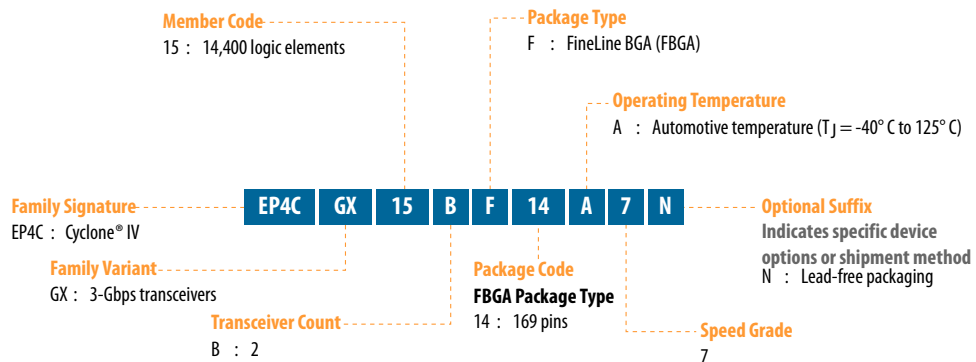 Member Code
15 : 14,400 logic elements
Package Type
F : FineLine BGA (FBGA)
Operating Temperature
A : Automotive temperature (TJ = -40° C to 125° C)
Family Signature
EP4C : Cyclone® IV
EP4C GX 15 B F 14 A 7 N
Optional Suffix
Indicates specific device
options or shipment method
N : Lead-free packaging
Family Variant
GX : 3-Gbps transceivers
Package Code
FBGA Package Type
14 : 169 pins
Transceiver Count
B : 2
Speed Grade
7